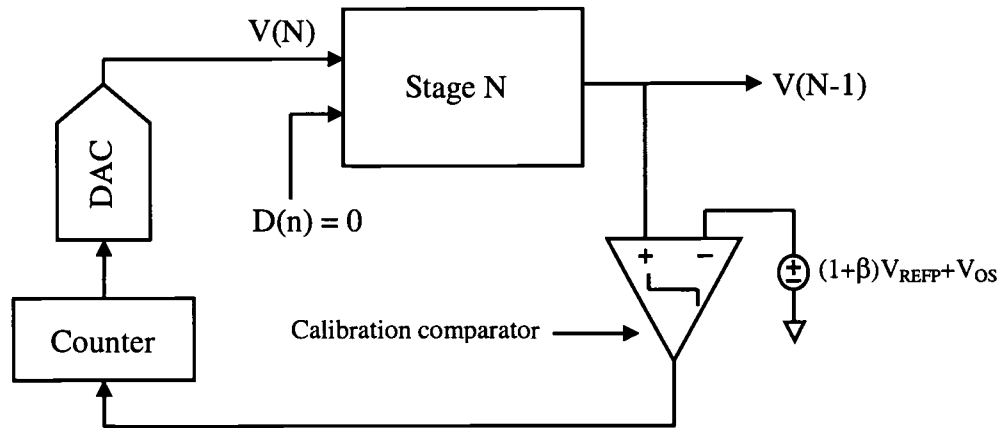 V(N)
Stage N
V(N-1)
DAC
D(n) = 0
+ −
(1+β)V_REFP+V_OS
Calibration comparator
Counter